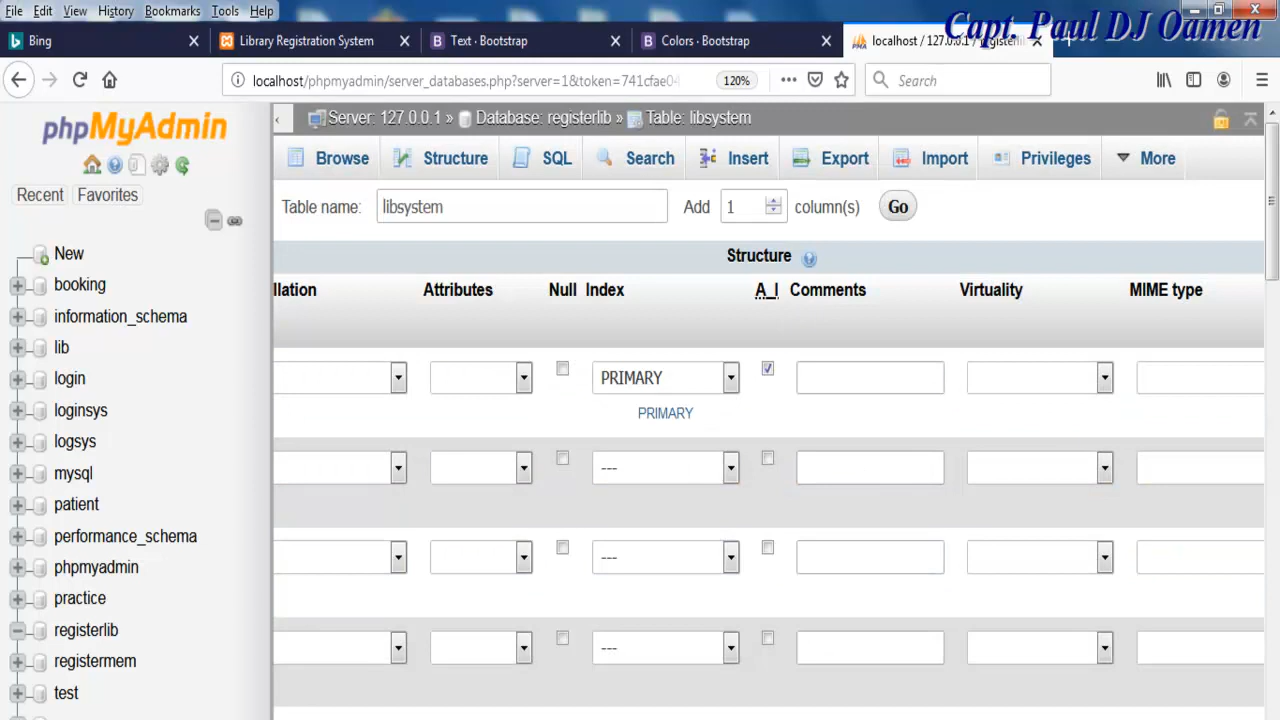 File Edit View History Bookmarks Tools Help
Capt. Paul DJ Oamen
Bing
Library Registration System
Text · Bootstrap
Colors · Bootstrap
localhost / 127.0.0.1 / registerlib
localhost/phpmyadmin/server_databases.php?server=1&token=741cfae04
120%
Search
phpMyAdmin
Recent Favorites
New
booking
information_schema
lib
login
loginsys
logsys
mysql
patient
performance_schema
phpmyadmin
practice
registerlib
registermem
test
Server: 127.0.0.1 » Database: registerlib » Table: libsystem
Browse Structure SQL Search Insert Export Import Privileges More
Table name: libsystem Add 1 column(s) Go
Structure
llation Attributes Null Index A_I Comments Virtuality MIME type
PRIMARY
PRIMARY
---
---
---